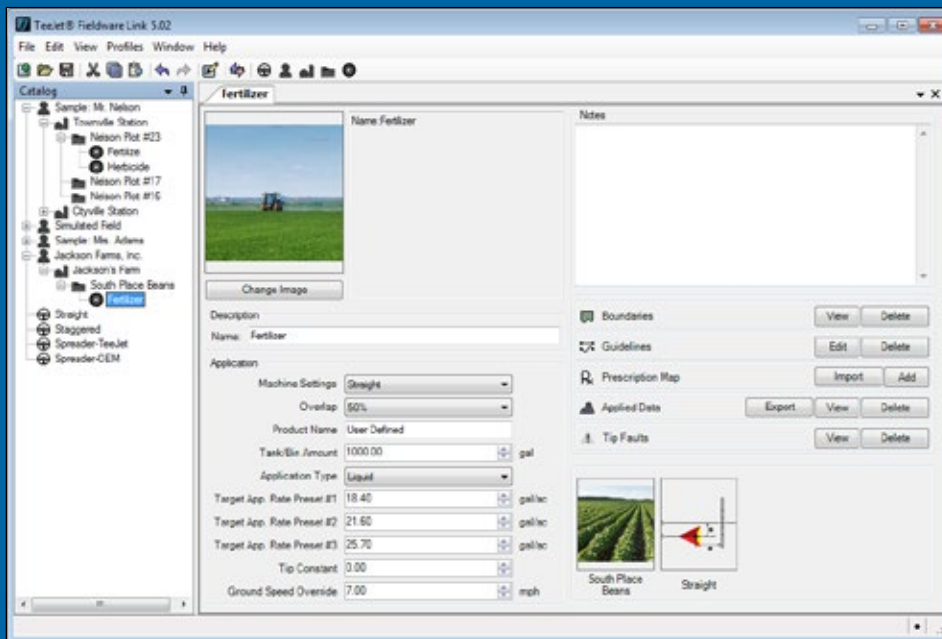 TeeJet® Fieldware Link 5.02
File Edit View Profiles Window Help
Catalog
Sample: Mr. Nelson
Townville Station
Nelson Plot #23
Fertilize
Herbicide
Nelson Plot #17
Nelson Plot #16
Cityville Station
Simulated Field
Sample: Mrs. Adams
Jackson Farms, Inc.
Jackson's Farm
South Place Beans
Fertilizer
Straight
Staggered
Spreader-TeeJet
Spreader-OEM
Fertilizer
Name:Fertilizer
Change Image
Description
Name: Fertilizer
Application
Machine Settings Straight
Overlap 50%
Product Name User Defined
Tank/Bin Amount 1000.00 gal
Application Type Liquid
Target App. Rate Preset #1 18.40 gal/ac
Target App. Rate Preset #2 21.60 gal/ac
Target App. Rate Preset #3 25.70 gal/ac
Tip Constant 0.00
Ground Speed Override 7.00 mph
Notes
Boundaries View Delete
Guidelines Edit Delete
Prescription Map Import Add
Applied Data Export View Delete
Tip Faults View Delete
South Place
Beans
Straight